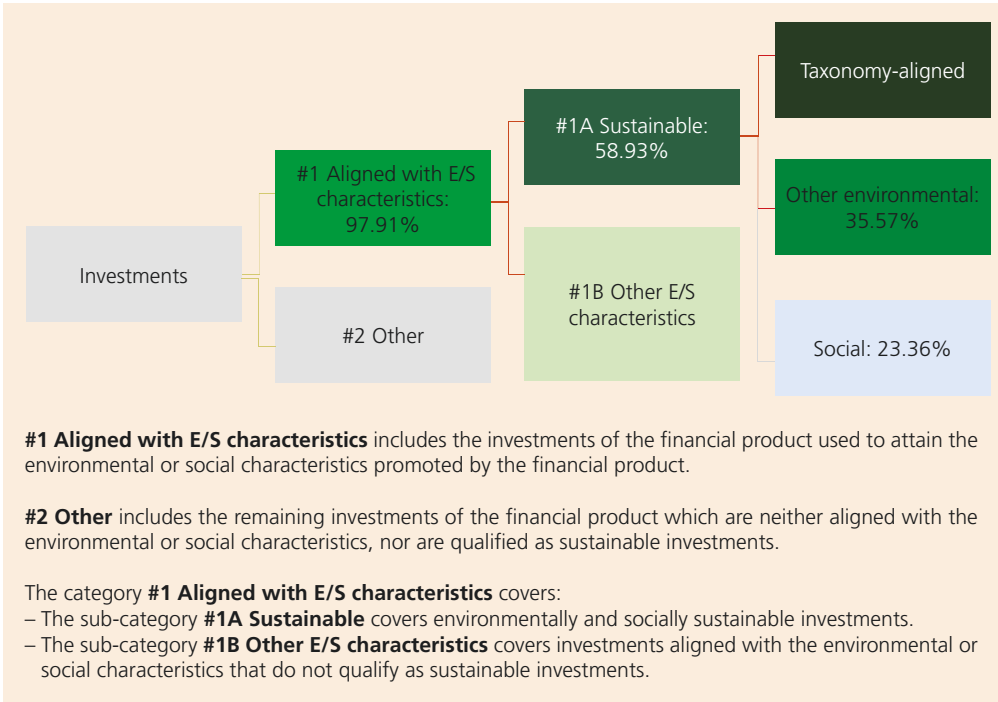 Taxonomy-aligned
#1A Sustainable:
58.93%
#1 Aligned with E/S
characteristics:
97.91%
Other environmental:
35.57%
Investments
#1B Other E/S
characteristics
#2 Other
Social: 23.36%
#1 Aligned with E/S characteristics includes the investments of the financial product used to attain the
environmental or social characteristics promoted by the financial product.
#2 Other includes the remaining investments of the financial product which are neither aligned with the
environmental or social characteristics, nor are qualified as sustainable investments.
The category #1 Aligned with E/S characteristics covers:
– The sub-category #1A Sustainable covers environmentally and socially sustainable investments.
– The sub-category #1B Other E/S characteristics covers investments aligned with the environmental or
social characteristics that do not qualify as sustainable investments.